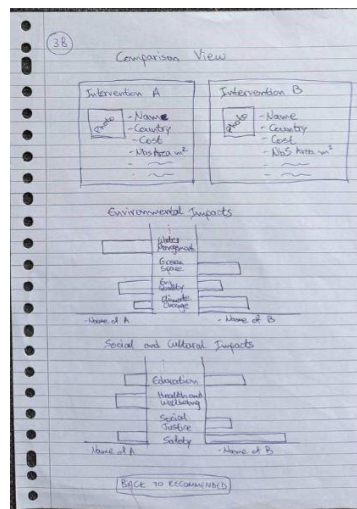 3B
Comparison View
Intervention A
Photo
- Name
- Country
- Cost
- NbS Area m²
Intervention B
Photo
- Name
- Country
- Cost
- NbS Area m²
Environmental Impacts
Water
Management
Green
Space
Quality
Climate
Change
- Name of A
- Name of B
Social and Cultural Impacts
Education
Health and
Wellbeing
Social
Justice
Safety
Name of A
- Name of B
BACK TO RECOMMENDED